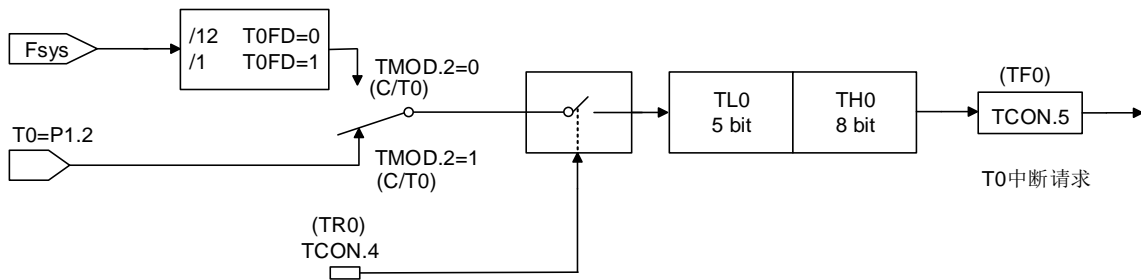 Fsys
/12 T0FD=0
/1 T0FD=1
TMOD.2=0
(C/T0)
T0=P1.2
TMOD.2=1
(C/T0)
(TR0)
TCON.4
TL0
5 bit
TH0
8 bit
(TF0)
TCON.5
T0中断请求